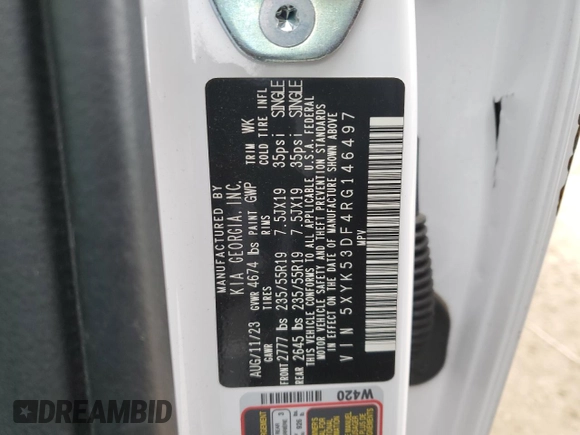 MANUFACTURED BY
KIA GEORGIA, INC.
AUG/11/23 GVWR 4674 lbs PAINT GWP TRIM WK
GAWR TIRES RIMS COLD TIRE INFL
FRONT 2777 lbs 235/55R19 7.5JX19 35psi SINGLE
REAR 2645 lbs 235/55R19 7.5JX19 35psi SINGLE
THIS VEHICLE CONFORMS TO ALL APPLICABLE U.S.A. FEDERAL
MOTOR VEHICLE SAFETY AND THEFT PREVENTION STANDARDS
IN EFFECT ON THE DATE OF MANUFACTURE SHOWN ABOVE
VIN 5XYK53DF4RG146497
MPV
W420
DREAMBID